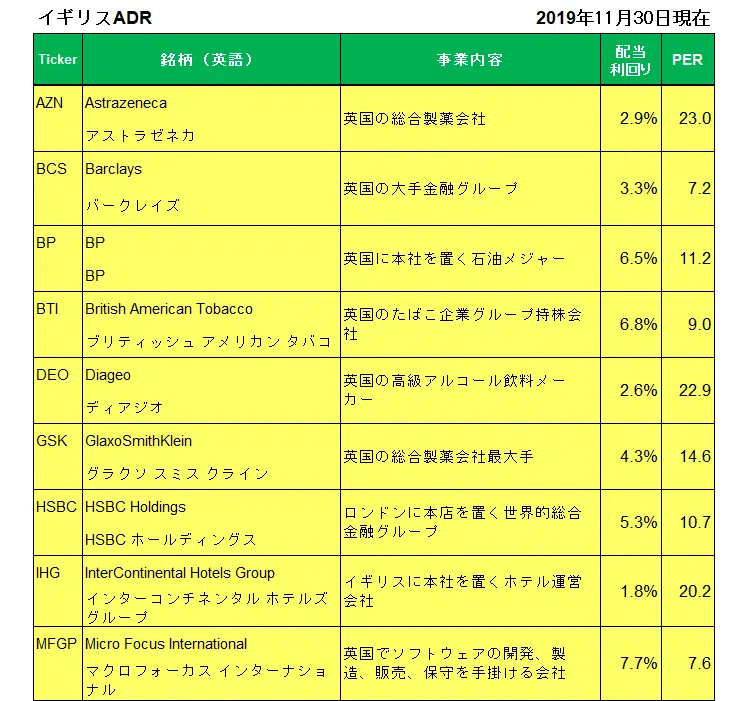 イギリスADR 2019年11月30日現在
Ticker 銘柄（英語） 事業内容 配当 PER
利回り
AZN Astrazeneca
アストラゼネカ
英国の総合製薬会社 2.9% 23.0
BCS Barclays
バークレイズ
英国の大手金融グループ 3.3% 7.2
BP BP
BP
英国に本社を置く石油メジャー 6.5% 11.2
BTI British American Tobacco
ブリティッシュ アメリカン タバコ
英国のたばこ企業グループ持株会
社
6.8% 9.0
DEO Diageo
ディアジオ
英国の高級アルコール飲料メー
カー
2.6% 22.9
GSK GlaxoSmithKlein
グラクソ スミス クライン
英国の総合製薬会社最大手 4.3% 14.6
HSBC HSBC Holdings
HSBC ホールディングス
ロンドンに本店を置く世界的総合
金融グループ
5.3% 10.7
IHG InterContinental Hotels Group
インターコンチネンタル ホテルズ
グループ
イギリスに本社を置くホテル運営
会社
1.8% 20.2
MFGP Micro Focus International
マクロフォーカス インターナショ
ナル
英国でソフトウェアの開発、製
造、販売、保守を手掛ける会社
7.7% 7.6